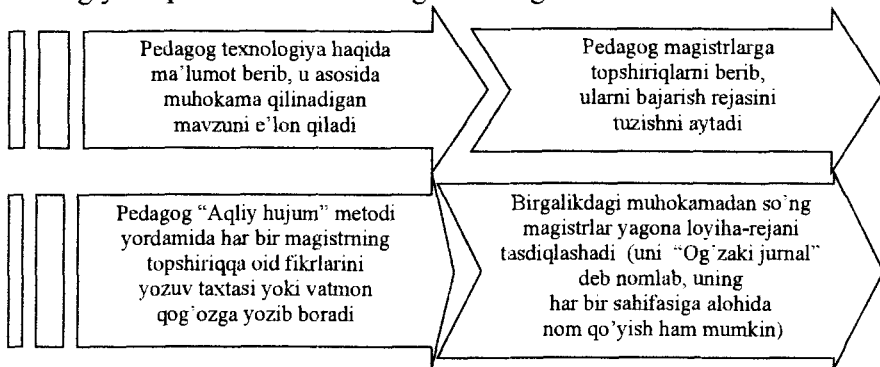 Pedagog texnologiya haqida
ma'lumot berib, u asosida
muhokama qilinadigan
mavzuni e'lon qiladi
Pedagog magistrlarga
topshiriqlarni berib,
ularni bajarish rejasini
tuzishni aytadi
Pedagog “Aqliy hujum” metodi
yordamida har bir magistrning
topshiriqqa oid fikrlarini
yozuv taxtasi yoki vatmon
qog'ozga yozib boradi
Birgalikdagi muhokamadan so'ng
magistrlar yagona loyiha-rejani
tasdiqlashadi (uni “Og'zaki jurnal”
deb nomlab, uning
har bir sahifasiga alohida
nom qo'yish ham mumkin)